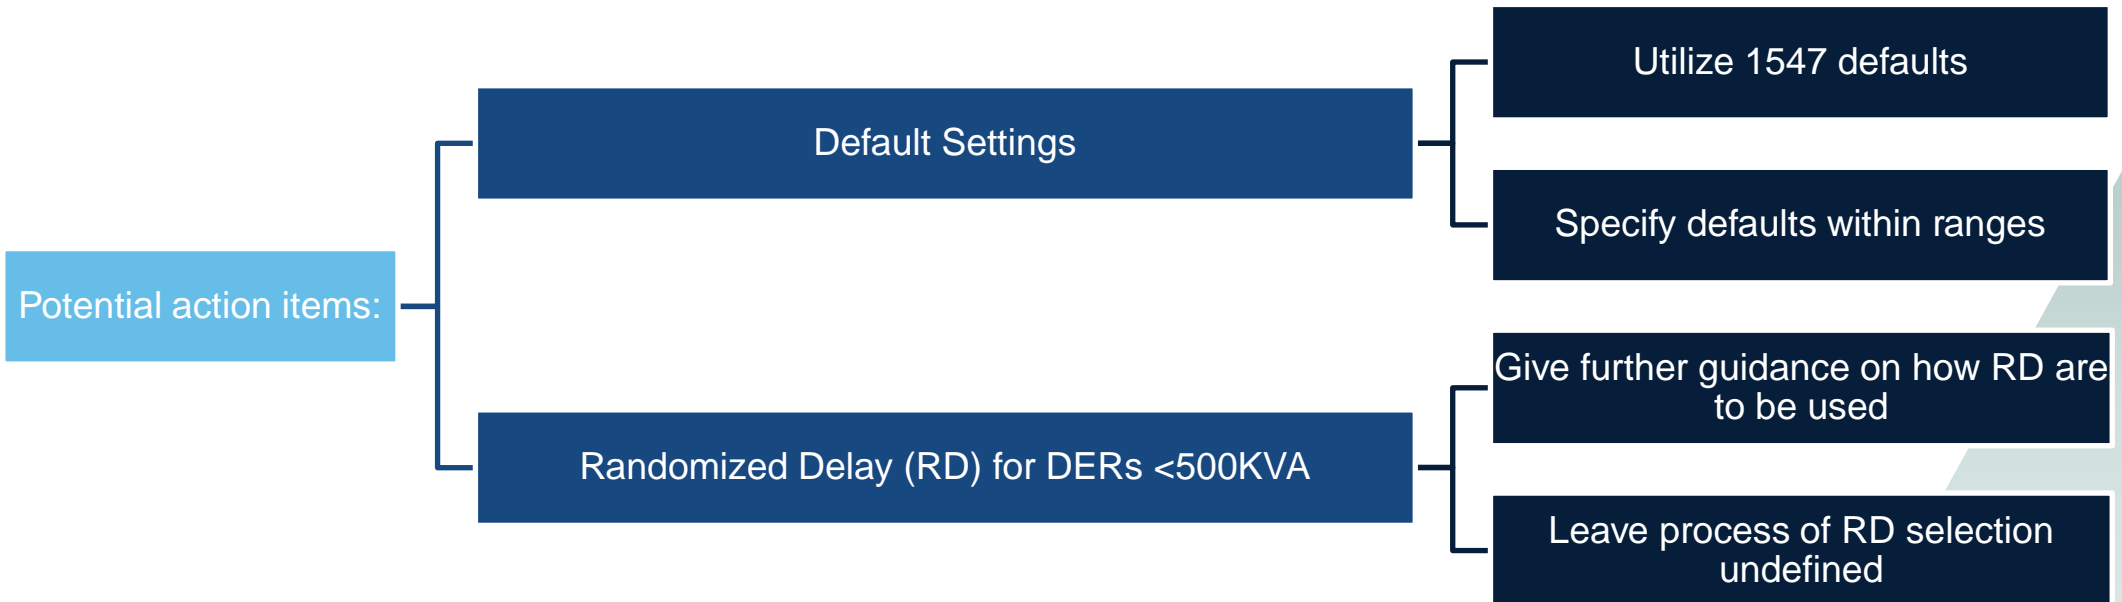 Potential action items:
Default Settings
Utilize 1547 defaults
Specify defaults within ranges
Randomized Delay (RD) for DERs <500KVA
Give further guidance on how RD are
to be used
Leave process of RD selection
undefined